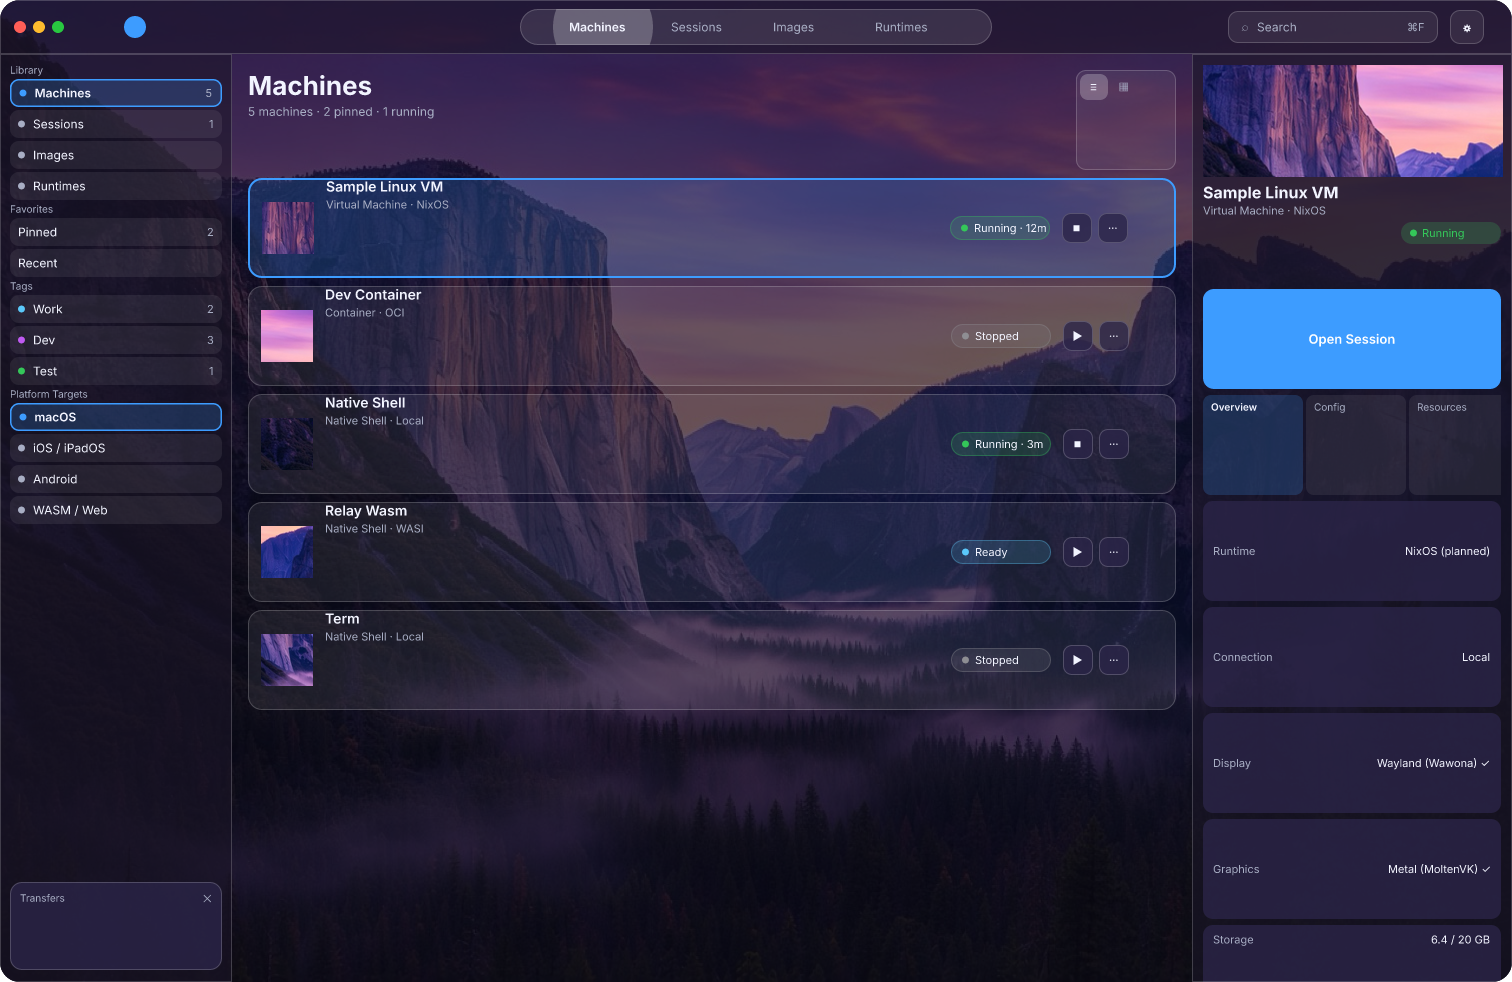 Machines
Sessions
Images
Runtimes
Search
⌘F
Library
Machines 5
Sessions 1
Images
Runtimes
Favorites
Pinned 2
Recent
Tags
Work 2
Dev 3
Test 1
Platform Targets
macOS
iOS / iPadOS
Android
WASM / Web
Transfers
Machines
5 machines · 2 pinned · 1 running
Sample Linux VM
Virtual Machine · NixOS
Running · 12m
Dev Container
Container · OCI
Stopped
Native Shell
Native Shell · Local
Running · 3m
Relay Wasm
Native Shell · WASI
Ready
Term
Native Shell · Local
Stopped
Sample Linux VM
Virtual Machine · NixOS
Running
Open Session
Overview
Config
Resources
Runtime NixOS (planned)
Connection Local
Display Wayland (Wawona) ✓
Graphics Metal (MoltenVK) ✓
Storage 6.4 / 20 GB